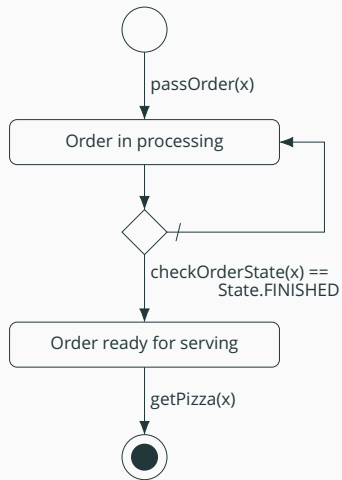 passOrder(x)
Order in processing
checkOrderState(x) ==
State.FINISHED
Order ready for serving
getPizza(x)